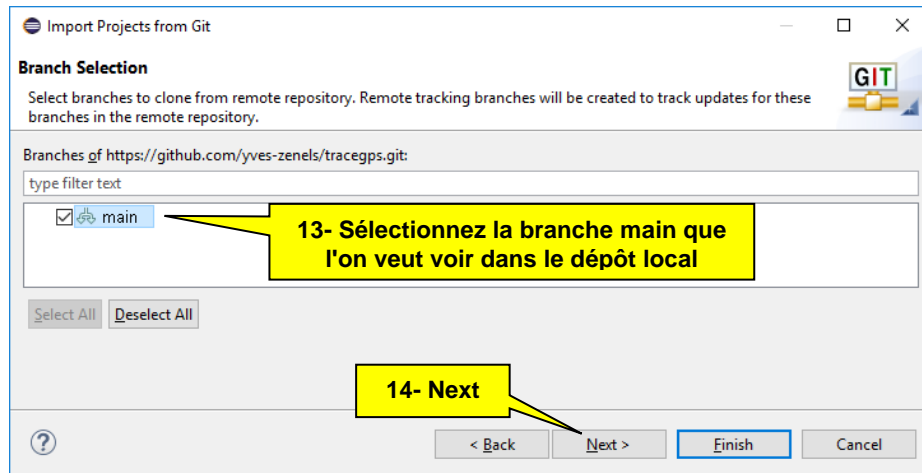 Import Projects from Git
Branch Selection
GIT
Select branches to clone from remote repository. Remote tracking branches will be created to track updates for these
branches in the remote repository.
Branches of https://github.com/yves-zenels/tracegps.git:
type filter text
main
13- Sélectionnez la branche main que
l'on veut voir dans le dépôt local
Select All Deselect All
14- Next
? < Back Next > Finish Cancel